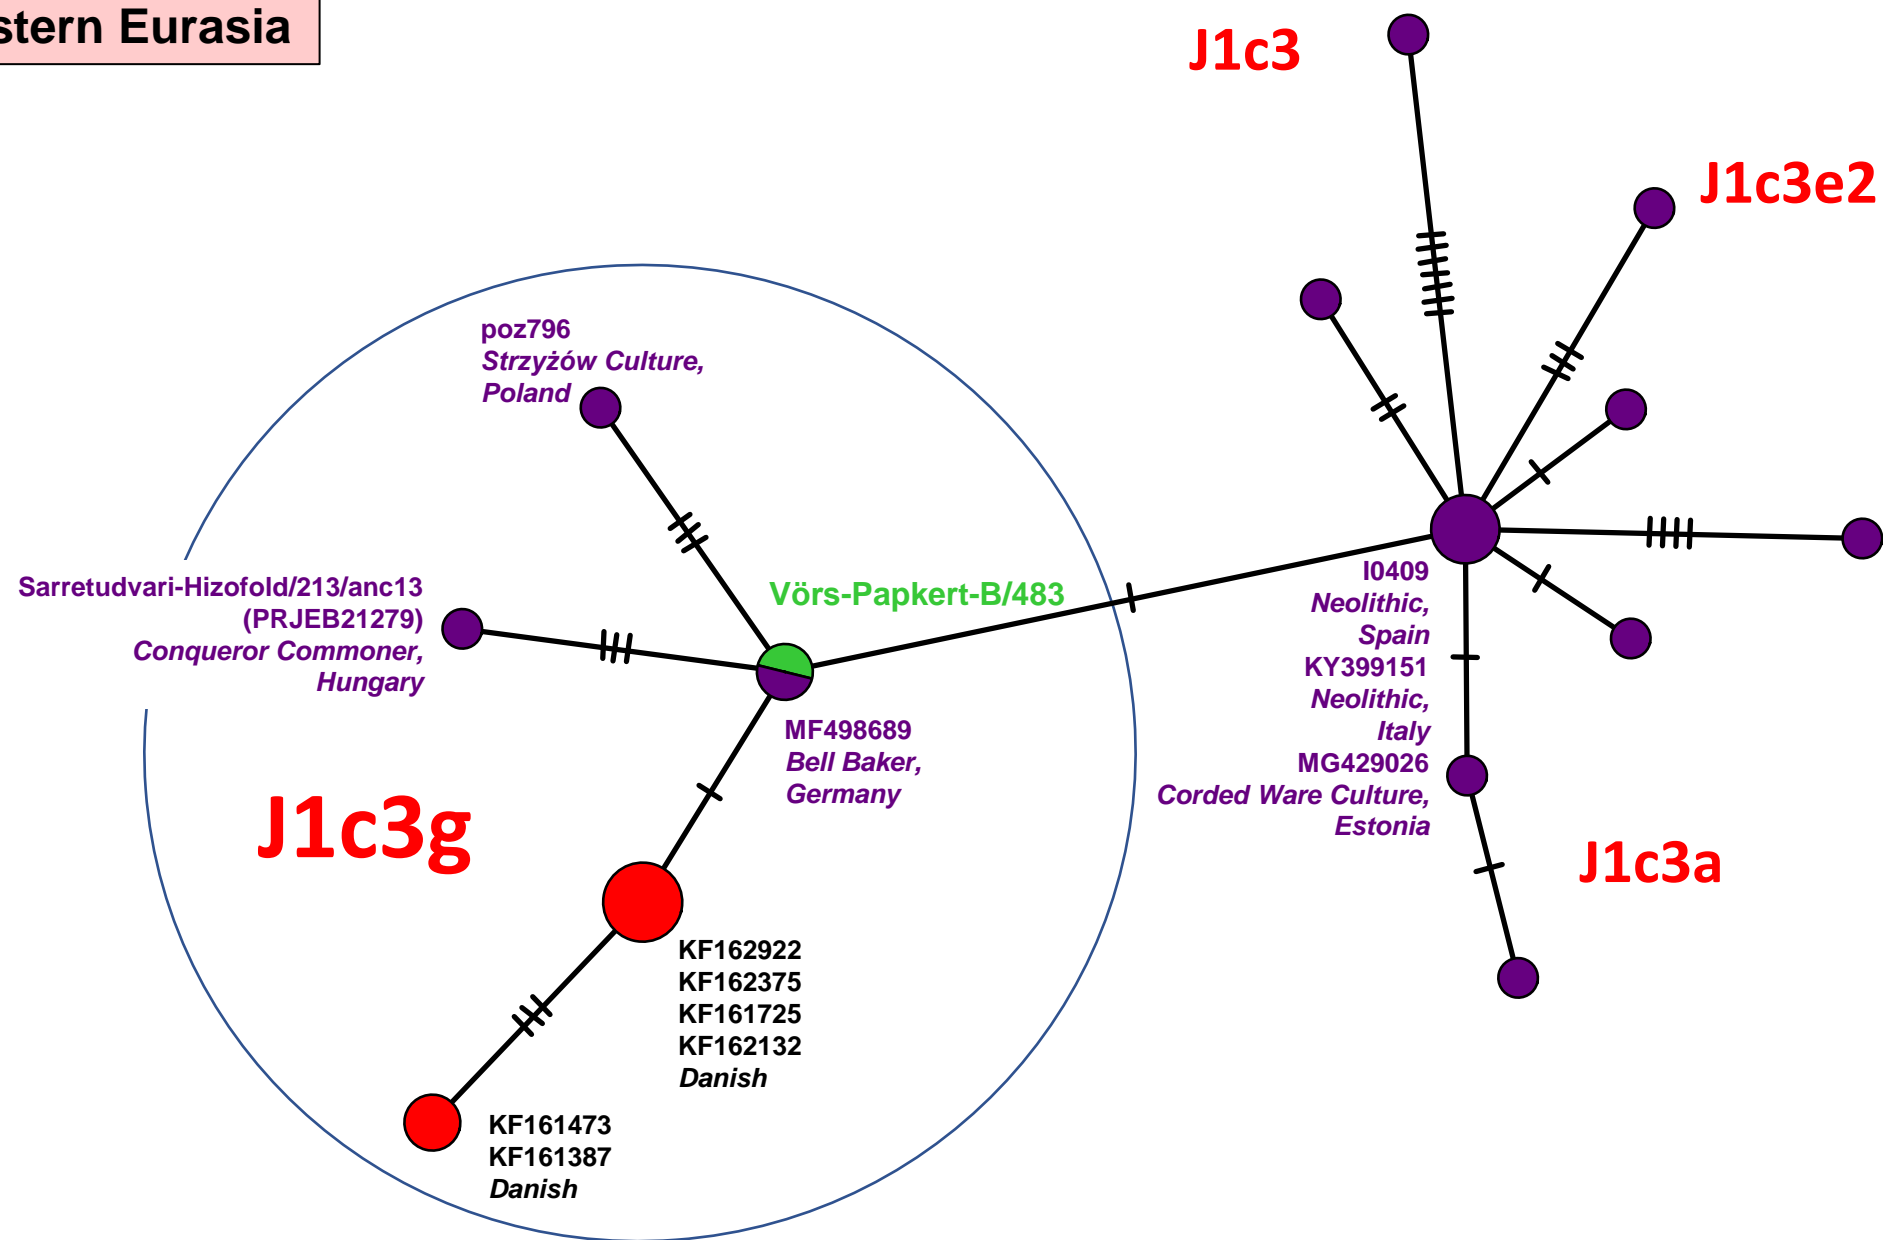 stern Eurasia
J1c3
J1c3e2
poz796
Strzyżów Culture,
Poland
Sarretudvari-Hizofold/213/anc13
(PRJEB21279)
Conqueror Commoner,
Hungary
Vörs-Papkert-B/483
MF498689
Bell Baker,
Germany
I0409
Neolithic,
Spain
KY399151
Neolithic,
Italy
MG429026
Corded Ware Culture,
Estonia
J1c3g
J1c3a
KF162922
KF162375
KF161725
KF162132
Danish
KF161473
KF161387
Danish